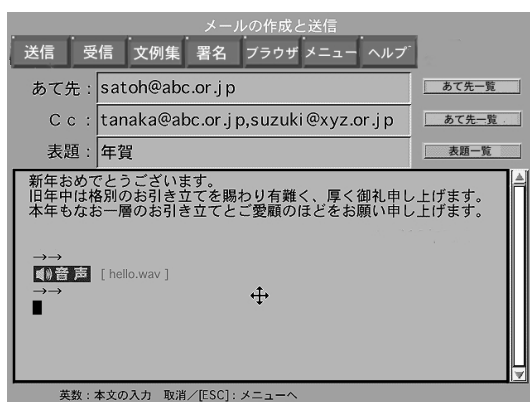 メールの作成と送信
送信 受信 文例集 署名 ブラウザ メニュー ヘルプ
あて先 : satoh@abc.or.jp あて先一覧
Cc : tanaka@abc.or.jp,suzuki@xyz.or.jp あて先一覧
表題 : 年賀 表題一覧
新年おめでとうございます。
旧年中は格別のお引き立てを賜わり有難く、厚く御礼申し上げます。
本年もなお一層のお引き立てとご愛顧のほどをお願い申し上げます。
→→
音声 [ hello.wav ]
→→
英数:本文の入力 取消/[ESC]:メニューへ